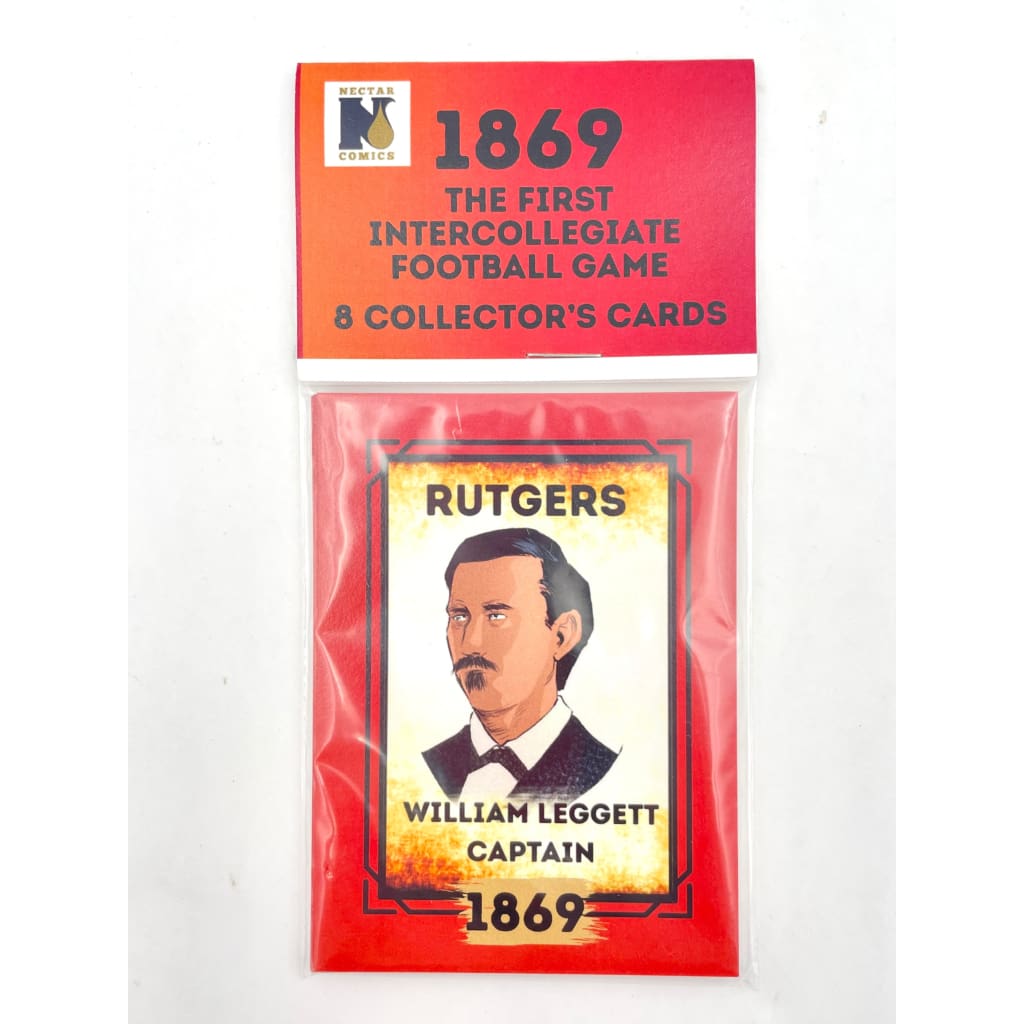 NECTAR
N
COMICS
1869
THE FIRST
INTERCOLLEGIATE
FOOTBALL GAME
8 COLLECTOR'S CARDS
RUTGERS
WILLIAM LEGGETT
CAPTAIN
1869